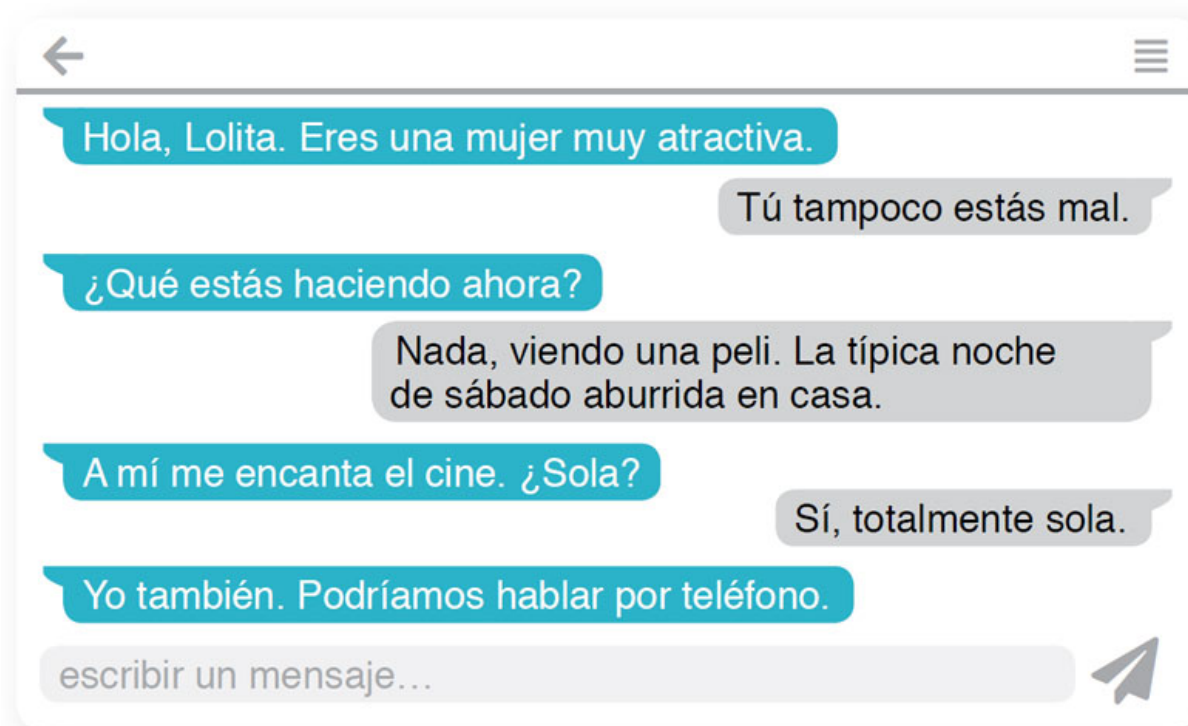 Hola, Lolita. Eres una mujer muy atractiva.
Tú tampoco estás mal.
¿Qué estás haciendo ahora?
Nada, viendo una peli. La típica noche
de sábado aburrida en casa.
A mí me encanta el cine. ¿Sola?
Sí, totalmente sola.
Yo también. Podríamos hablar por teléfono.
escribir un mensaje…